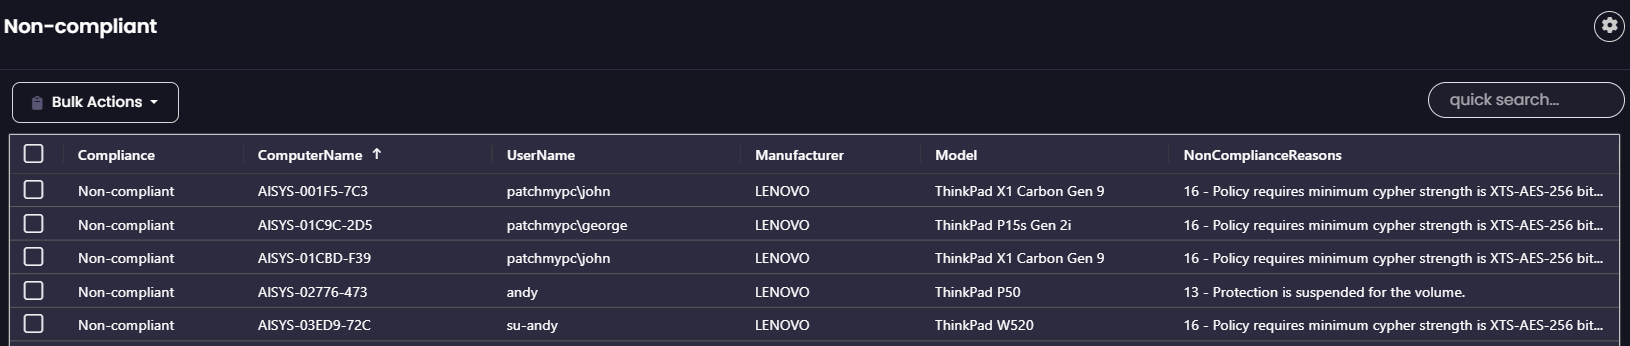 Non-compliant
Bulk Actions
quick search...
Compliance ComputerName UserName Manufacturer Model NonComplianceReasons
Non-compliant AISYS-001F5-7C3 patchmypc\john LENOVO ThinkPad X1 Carbon Gen 9 16 - Policy requires minimum cypher strength is XTS-AES-256 bit...
Non-compliant AISYS-01C9C-2D5 patchmypc\george LENOVO ThinkPad P15s Gen 2i 16 - Policy requires minimum cypher strength is XTS-AES-256 bit...
Non-compliant AISYS-01CBD-F39 patchmypc\john LENOVO ThinkPad X1 Carbon Gen 9 16 - Policy requires minimum cypher strength is XTS-AES-256 bit...
Non-compliant AISYS-02776-473 andy LENOVO ThinkPad P50 13 - Protection is suspended for the volume.
Non-compliant AISYS-03ED9-72C su-andy LENOVO ThinkPad W520 16 - Policy requires minimum cypher strength is XTS-AES-256 bit...